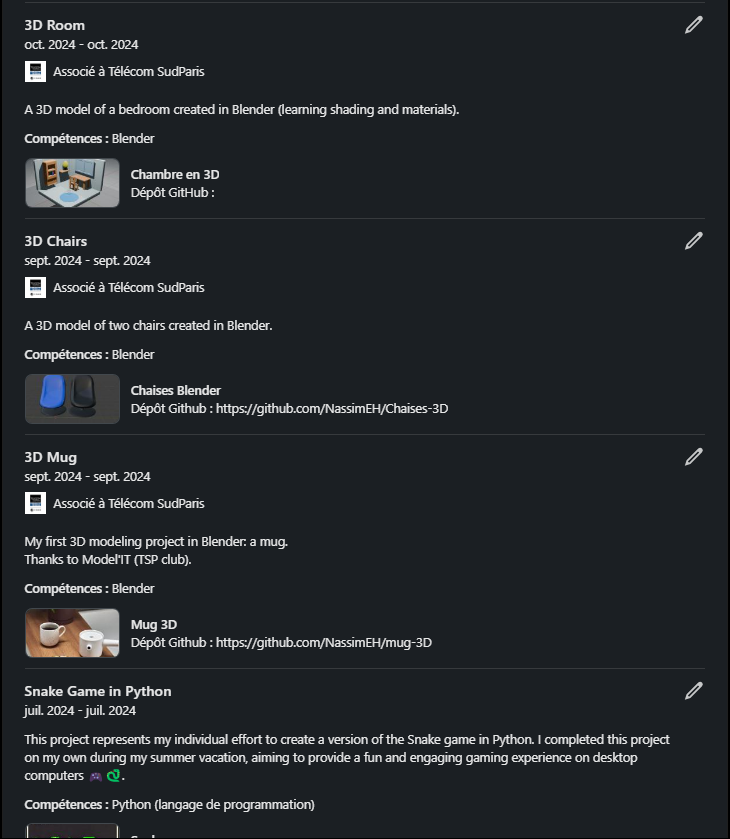 3D Room
oct. 2024 - oct. 2024
Associé à Télécom SudParis
A 3D model of a bedroom created in Blender (learning shading and materials).
Compétences : Blender
Chambre en 3D
Dépôt GitHub :
3D Chairs
sept. 2024 - sept. 2024
Associé à Télécom SudParis
A 3D model of two chairs created in Blender.
Compétences : Blender
Chaises Blender
Dépôt Github : https://github.com/NassimEH/Chaises-3D
3D Mug
sept. 2024 - sept. 2024
Associé à Télécom SudParis
My first 3D modeling project in Blender: a mug.
Thanks to Model'IT (TSP club).
Compétences : Blender
Mug 3D
Dépôt Github : https://github.com/NassimEH/mug-3D
Snake Game in Python
juil. 2024 - juil. 2024
This project represents my individual effort to create a version of the Snake game in Python. I completed this project
on my own during my summer vacation, aiming to provide a fun and engaging gaming experience on desktop
computers 🎮 🐍.
Compétences : Python (langage de programmation)